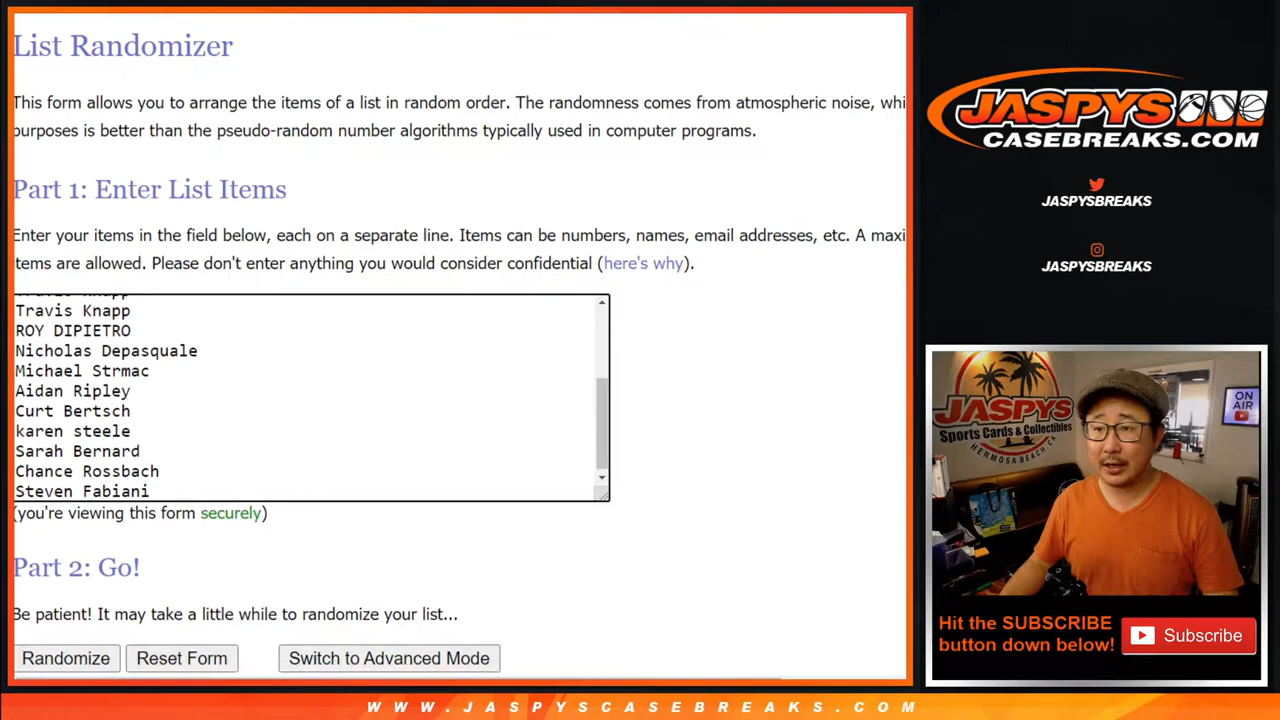 List Randomizer
This form allows you to arrange the items of a list in random order. The randomness comes from atmospheric noise, whi
purposes is better than the pseudo-random number algorithms typically used in computer programs.
Part 1: Enter List Items
Enter your items in the field below, each on a separate line. Items can be numbers, names, email addresses, etc. A maxi
items are allowed. Please don't enter anything you would consider confidential (here's why).
Travis Knapp
Travis Knapp
ROY DIPIETRO
Nicholas Depasquale
Michael Strmac
Aidan Ripley
Curt Bertsch
karen steele
Sarah Bernard
Chance Rossbach
Steven Fabiani
(you're viewing this form securely)
Part 2: Go!
Be patient! It may take a little while to randomize your list...
Randomize Reset Form Switch to Advanced Mode
JASPYS
CASEBREAKS.COM
JASPYSBREAKS
JASPYSBREAKS
JASPYS
Sports Cards & Collectibles
HERMOSA BEACH, CA
ON
AIR
Hit the SUBSCRIBE
button down below!
Subscribe
WWW.JASPYSCASEBREAKS.COM